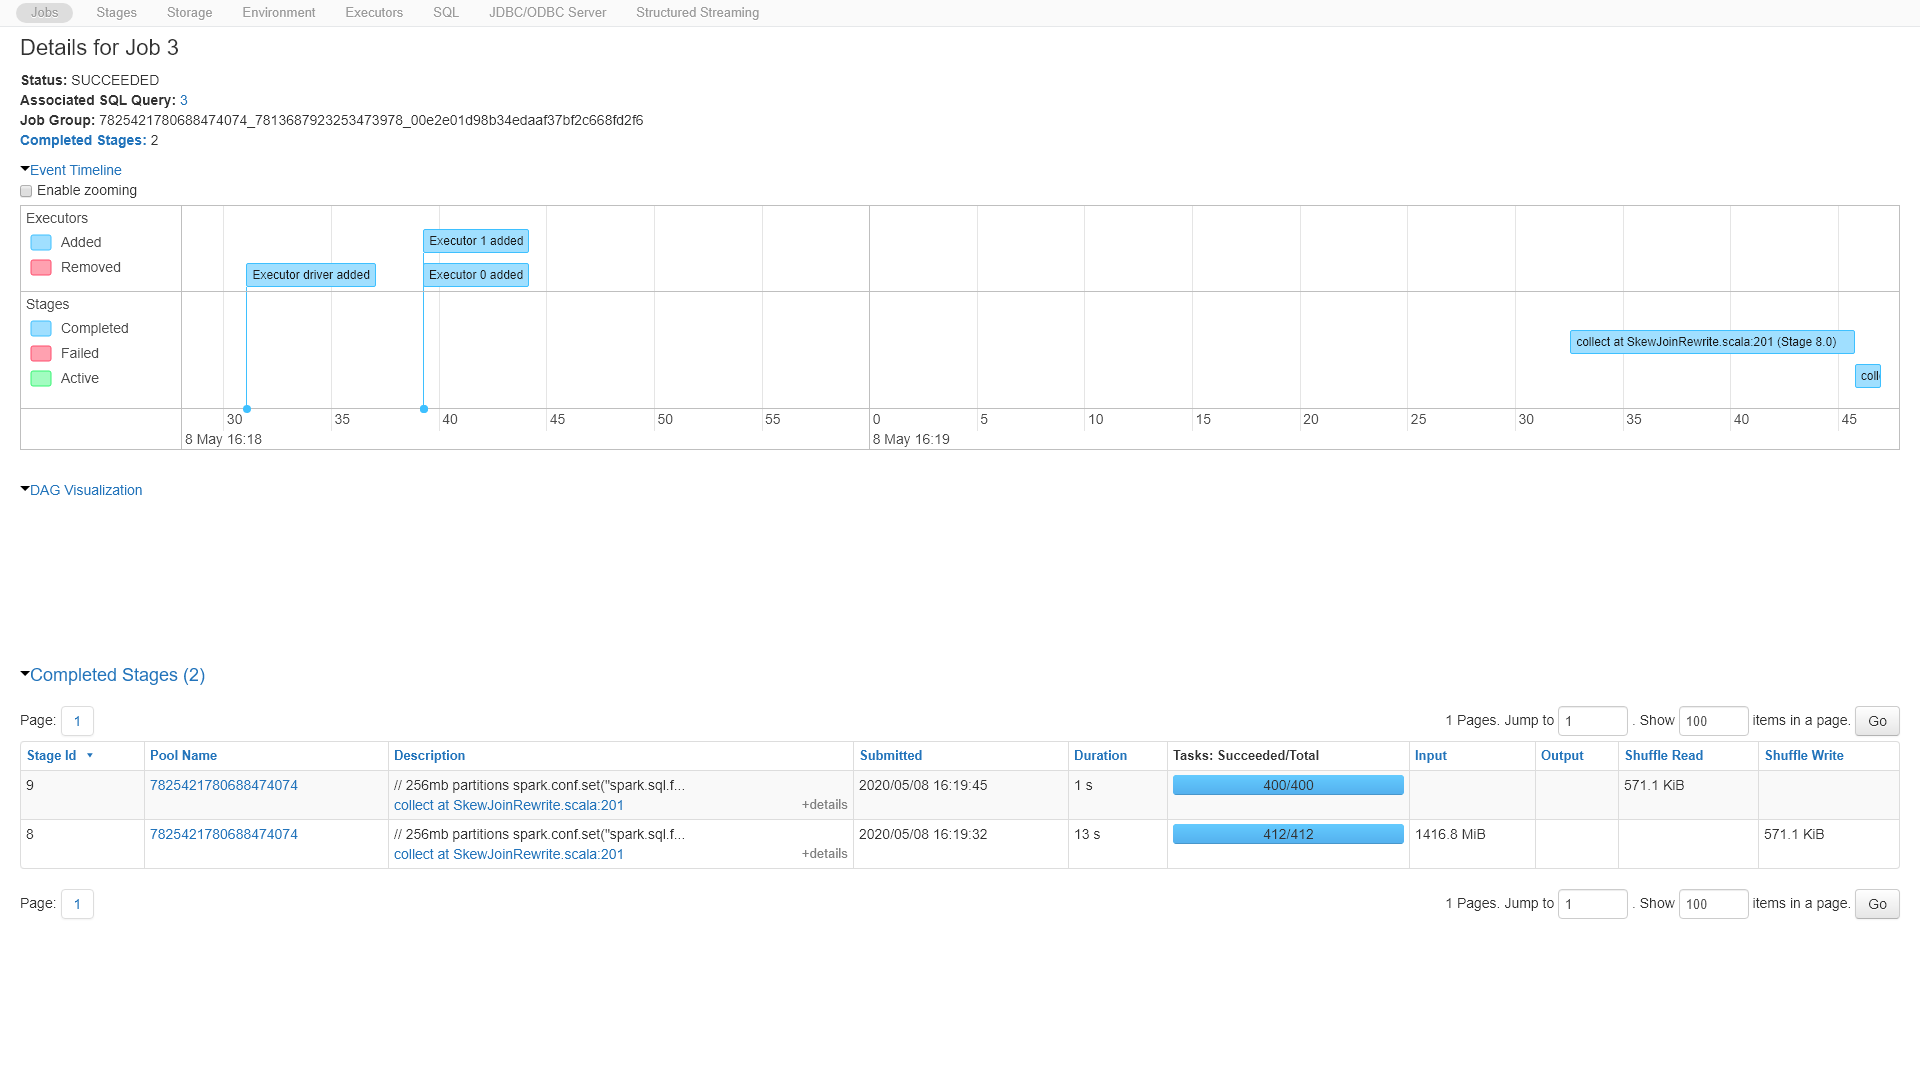 Jobs Stages Storage Environment Executors SQL JDBC/ODBC Server Structured Streaming
Details for Job 3
Status: SUCCEEDED
Associated SQL Query: 3
Job Group: 7825421780688474074_7813687923253473978_00e2e01d98b34edaaf37bf2c668fd2f6
Completed Stages: 2
Event Timeline
Enable zooming
Executors
Added
Removed
Executor 1 added
Executor driver added Executor 0 added
Stages
Completed
Failed
Active
collect at SkewJoinRewrite.scala:201 (Stage 8.0)
coll
30 35 40 45 50 55 0 5 10 15 20 25 30 35 40 45
8 May 16:18 8 May 16:19
DAG Visualization
Completed Stages (2)
Page: 1 1 Pages. Jump to 1 . Show 100 items in a page. Go
Stage Id Pool Name Description Submitted Duration Tasks: Succeeded/Total Input Output Shuffle Read Shuffle Write
9 7825421780688474074 // 256mb partitions spark.conf.set("spark.sql.f... 2020/05/08 16:19:45 1 s 400/400 571.1 KiB
collect at SkewJoinRewrite.scala:201 +details
8 7825421780688474074 // 256mb partitions spark.conf.set("spark.sql.f... 2020/05/08 16:19:32 13 s 412/412 1416.8 MiB 571.1 KiB
collect at SkewJoinRewrite.scala:201 +details
Page: 1 1 Pages. Jump to 1 . Show 100 items in a page. Go